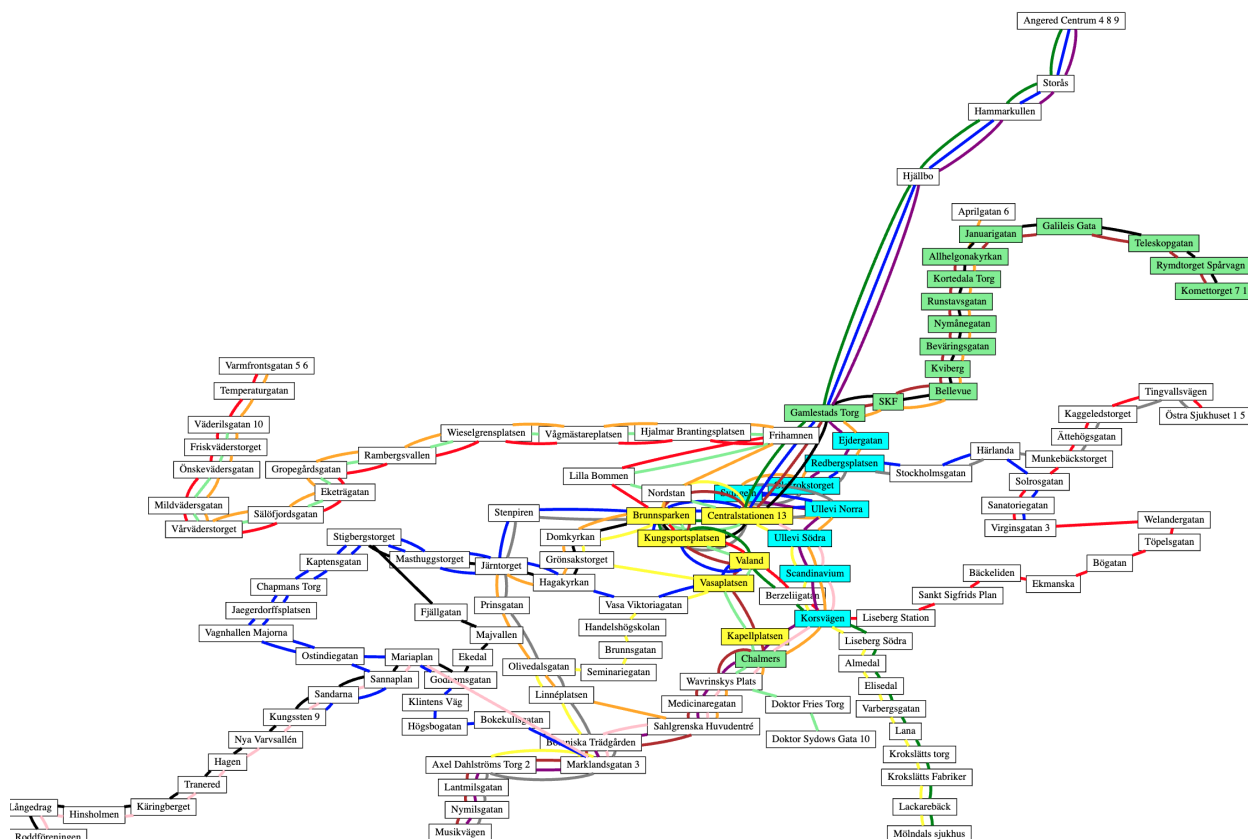 Angered Centrum 4 8 9
Storås
Hammarkullen
Hjällbo
Aprilgatan 6
Januarigatan
Galileis Gata
Teleskopgatan
Allhelgonakyrkan
Rymdtorget Spårvagn
Kortedala Torg
Komettorget 7 1
Runstavsgatan
Nymånegatan
Beväringsgatan
Varmfrontsgatan 5 6
Kviberg
Temperaturgatan
Bellevue
Tingvallsvägen
SKF
Gamlestads Torg
Kaggeledstorget
Östra Sjukhuset 1 5
Väderilsgatan 10
Wieselgrensplatsen
Vågmästareplatsen
Hjalmar Brantingsplatsen
Frihamnen
Ejdergatan
Ättehögsgatan
Friskväderstorget
Rambergsvallen
Redbergsplatsen
Härlanda
Munkebäckstorget
Önskevädersgatan
Gropegårdsgatan
Lilla Bommen
Stockholmsgatan
Solrosgatan
Eketrägatan
Nordstan
Mildvädersgatan
Sanatoriegatan
Sälöfjordsgatan
Stenpiren
Brunnsparken
Centralstationen 13
Ullevi Norra
Vårväderstorget
Virginsgatan 3
Welandergatan
Stigbergstorget
Domkyrkan
Kungsportsplatsen
Ullevi Södra
Töpelsgatan
Kaptensgatan
Masthuggstorget
Järntorget
Grönsakstorget
Valand
Bögatan
Chapmans Torg
Hagakyrkan
Vasaplatsen
Scandinavium
Bäckeliden
Ekmanska
Jaegerdorffsplatsen
Prinsgatan
Vasa Viktoriagatan
Berzeliigatan
Sankt Sigfrids Plan
Fjällgatan
Korsvägen
Liseberg Station
Vagnhallen Majorna
Majvallen
Handelshögskolan
Kapellplatsen
Liseberg Södra
Ostindiegatan
Mariaplan
Ekedal
Brunnsgatan
Chalmers
Almedal
Sannaplan
Olivedalsgatan
Seminariegatan
Wavrinskys Plats
Elisedal
Sandarna
Linnéplatsen
Klintens Väg
Medicinaregatan
Doktor Fries Torg
Varbergsgatan
Kungssten 9
Högsbogatan
Bokekullsgatan
Sahlgrenska Huvudentré
Lana
Nya Varvsallén
Doktor Sydows Gata 10
Krokslätts torg
Hagen
Axel Dahlströms Torg 2
Marklandsgatan 3
Krokslätts Fabriker
Tranered
Lantmilsgatan
Långedrag
Hinsholmen
Käringberget
Nymilsgatan
Lackarebäck
Roddföreningen
Musikvägen
Mölndals sjukhus